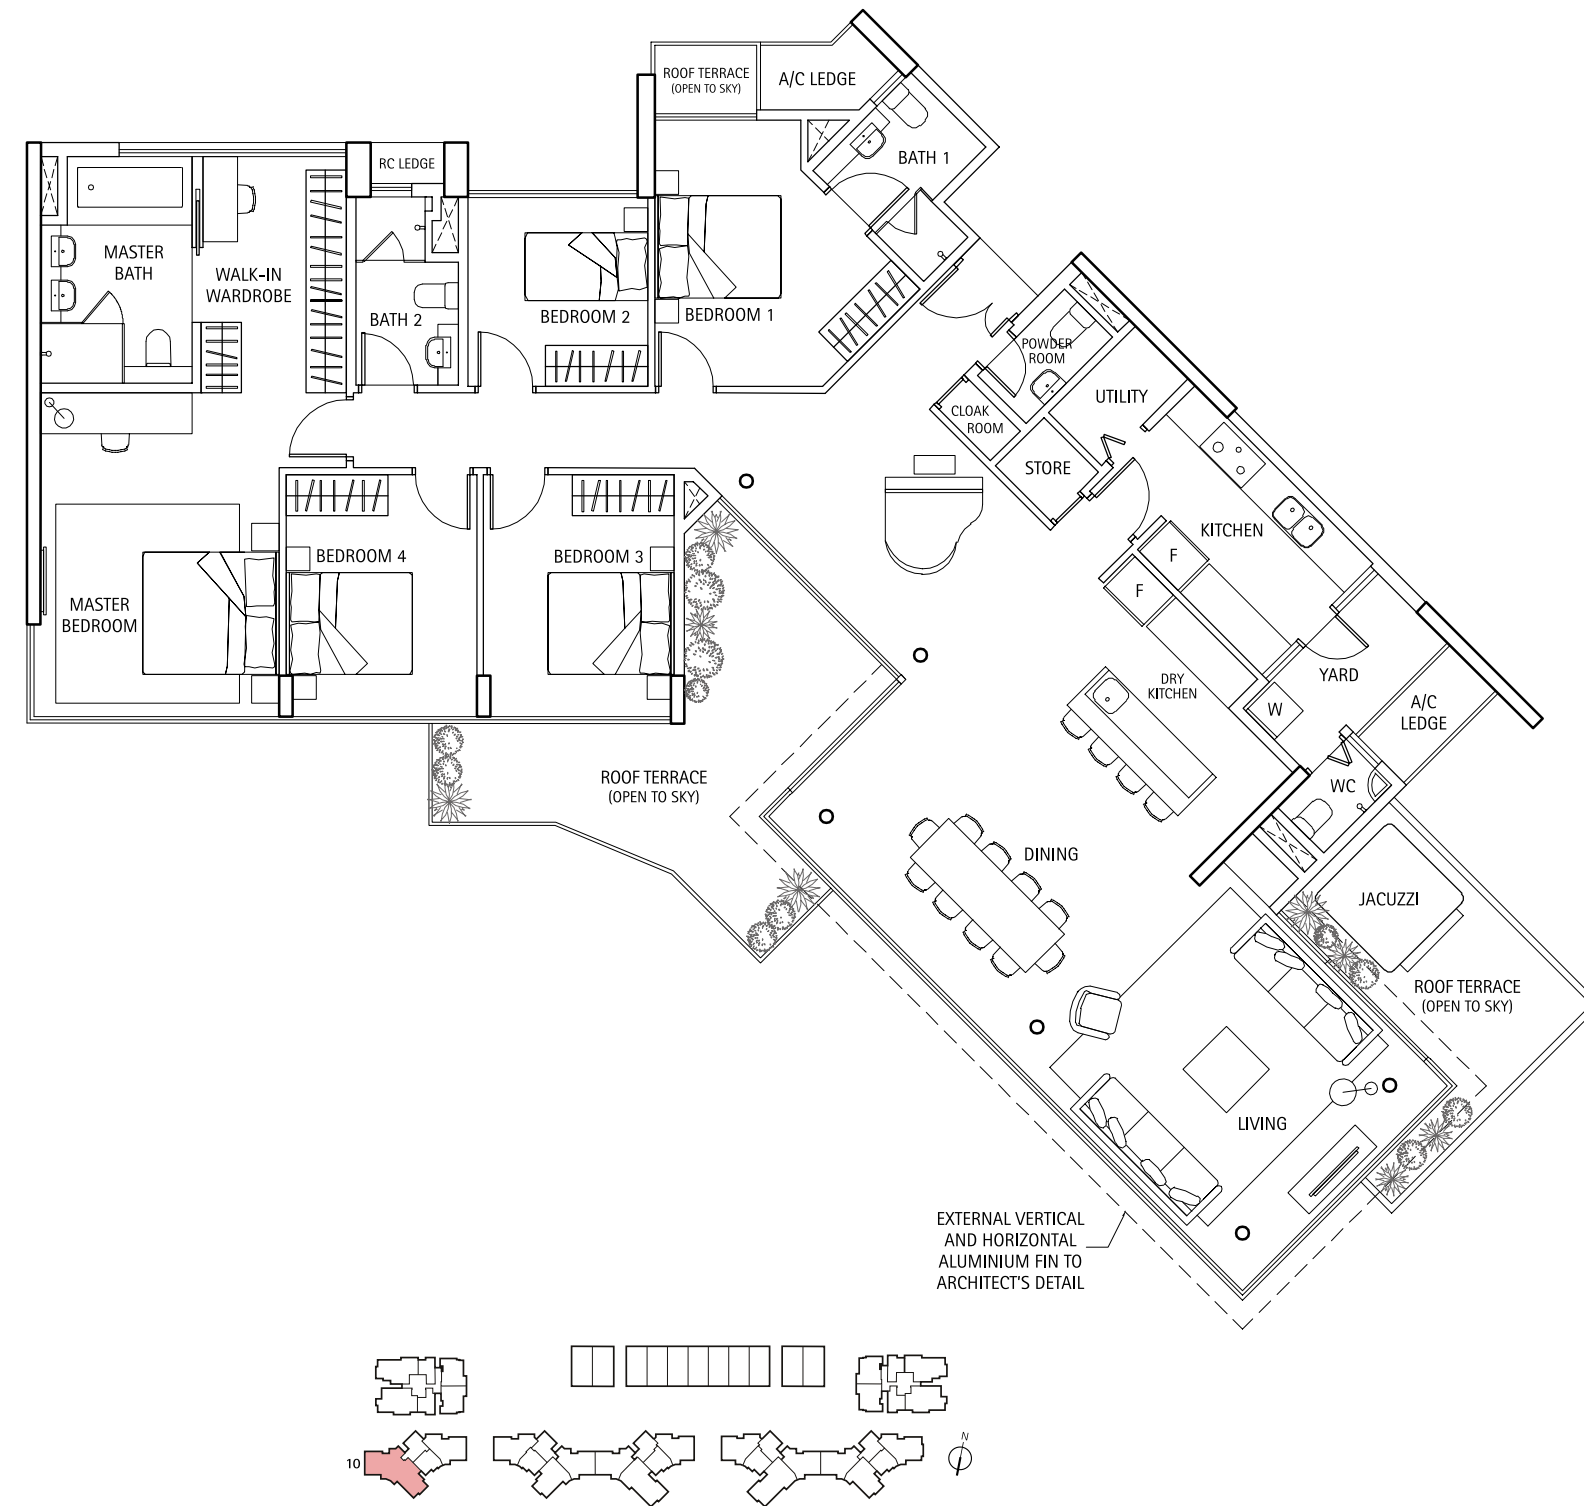 ROOF TERRACE
(OPEN TO SKY)
A/C LEDGE
BATH 1
RC LEDGE
MASTER
BATH
WALK-IN
WARDROBE
BATH 2
BEDROOM 2
BEDROOM 1
POWDER
ROOM
UTILITY
CLOAK
ROOM
STORE
KITCHEN
F
F
BEDROOM 4
BEDROOM 3
MASTER
BEDROOM
DRY
KITCHEN
YARD
W
A/C
LEDGE
WC
ROOF TERRACE
(OPEN TO SKY)
DINING
JACUZZI
ROOF TERRACE
(OPEN TO SKY)
LIVING
EXTERNAL VERTICAL
AND HORIZONTAL
ALUMINIUM FIN TO
ARCHITECT'S DETAIL
10
N